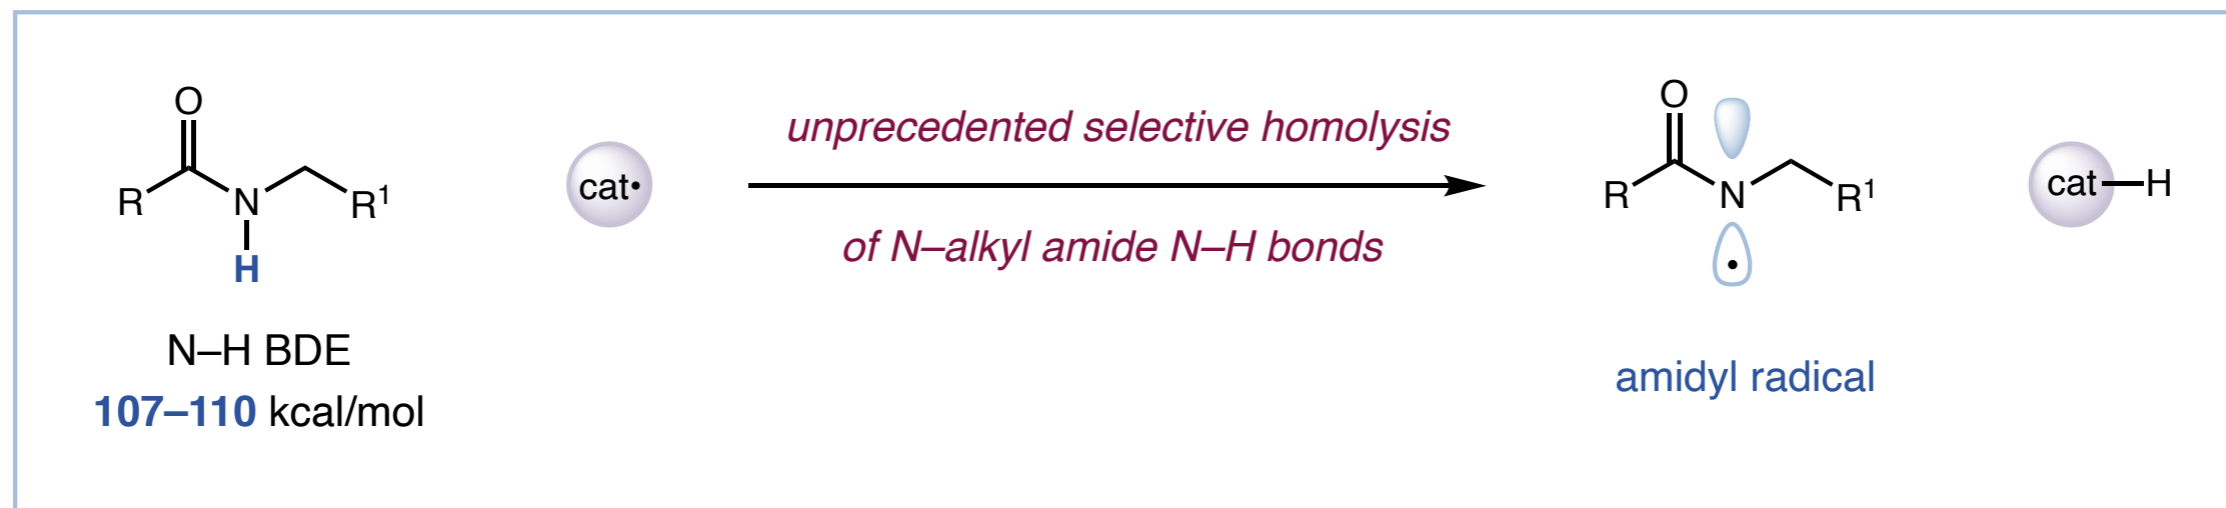 O
R
N
H
R¹
N–H BDE
107–110 kcal/mol
cat•
unprecedented selective homolysis
of N–alkyl amide N–H bonds
O
R
N
R¹
amidyl radical
cat–H